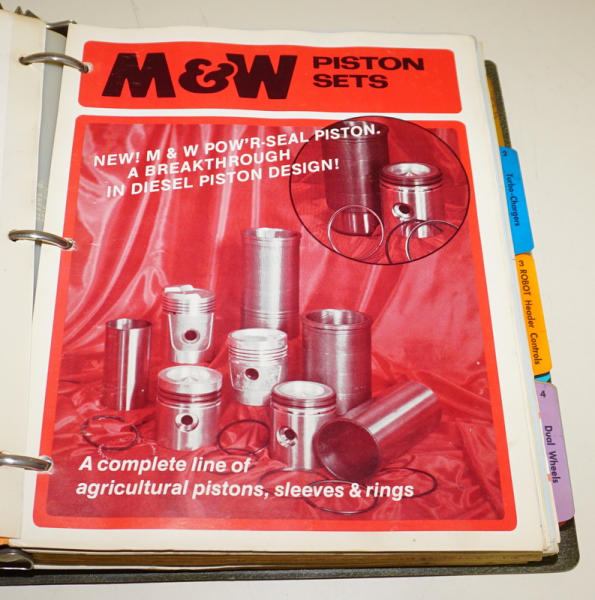 M&W PISTON
SETS
NEW! M & W POW'R-SEAL PISTON.
A BREAKTHROUGH
IN DIESEL PISTON DESIGN!
A complete line of
agricultural pistons, sleeves & rings
Turbo-Chargers
ROBOT Header Controls
4
Dual Wheels